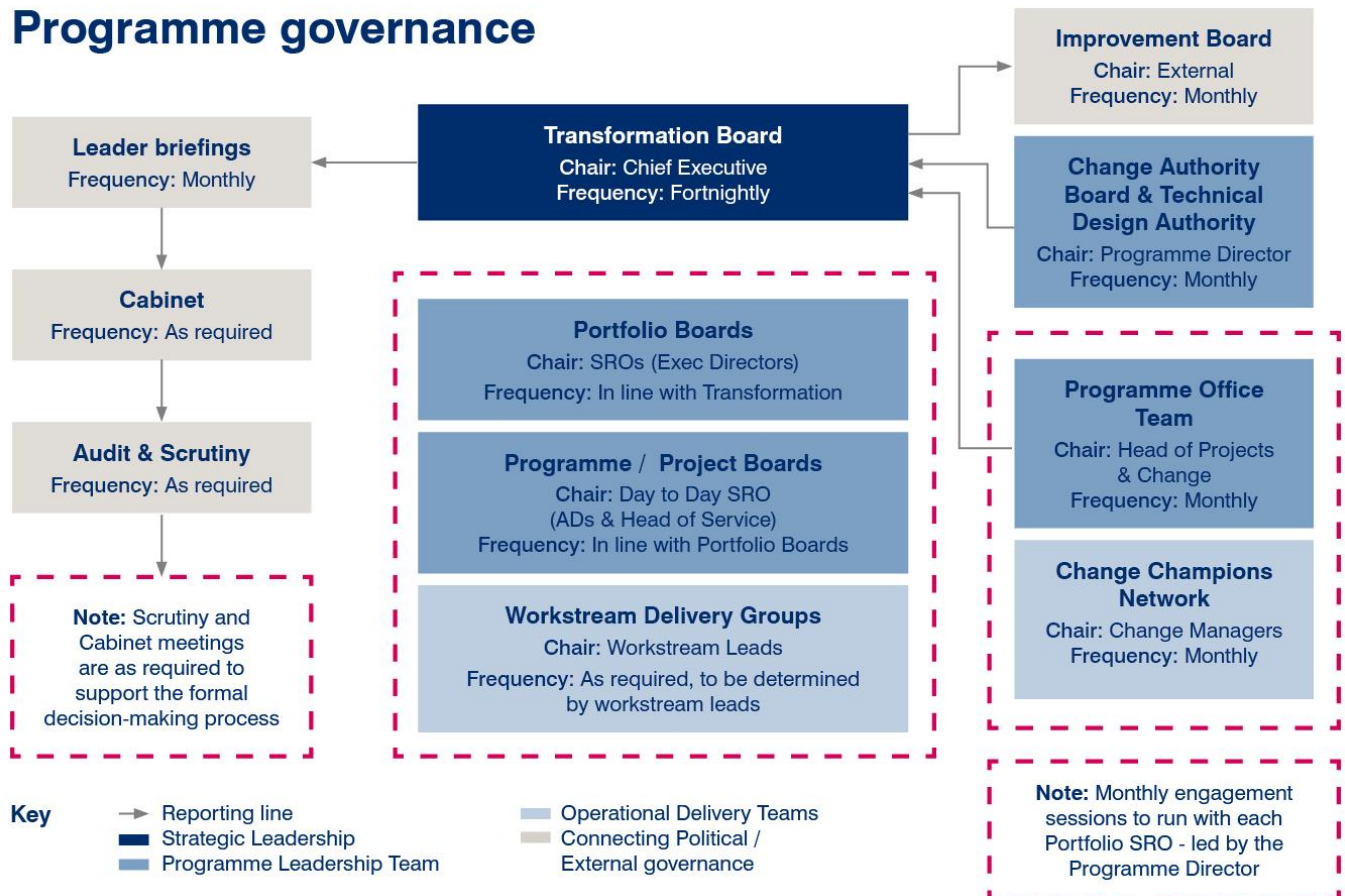 Programme governance
Leader briefings
Frequency: Monthly
Cabinet
Frequency: As required
Audit & Scrutiny
Frequency: As required
Note: Scrutiny and
Cabinet meetings
are as required to
support the formal
decision-making process
Transformation Board
Chair: Chief Executive
Frequency: Fortnightly
Portfolio Boards
Chair: SROs (Exec Directors)
Frequency: In line with Transformation
Programme / Project Boards
Chair: Day to Day SRO
(ADs & Head of Service)
Frequency: In line with Portfolio Boards
Workstream Delivery Groups
Chair: Workstream Leads
Frequency: As required, to be determined
by workstream leads
Improvement Board
Chair: External
Frequency: Monthly
Change Authority
Board & Technical
Design Authority
Chair: Programme Director
Frequency: Monthly
Programme Office
Team
Chair: Head of Projects
& Change
Frequency: Monthly
Change Champions
Network
Chair: Change Managers
Frequency: Monthly
Note: Monthly engagement
sessions to run with each
Portfolio SRO - led by the
Programme Director
Key
Reporting line
Strategic Leadership
Programme Leadership Team
Operational Delivery Teams
Connecting Political /
External governance